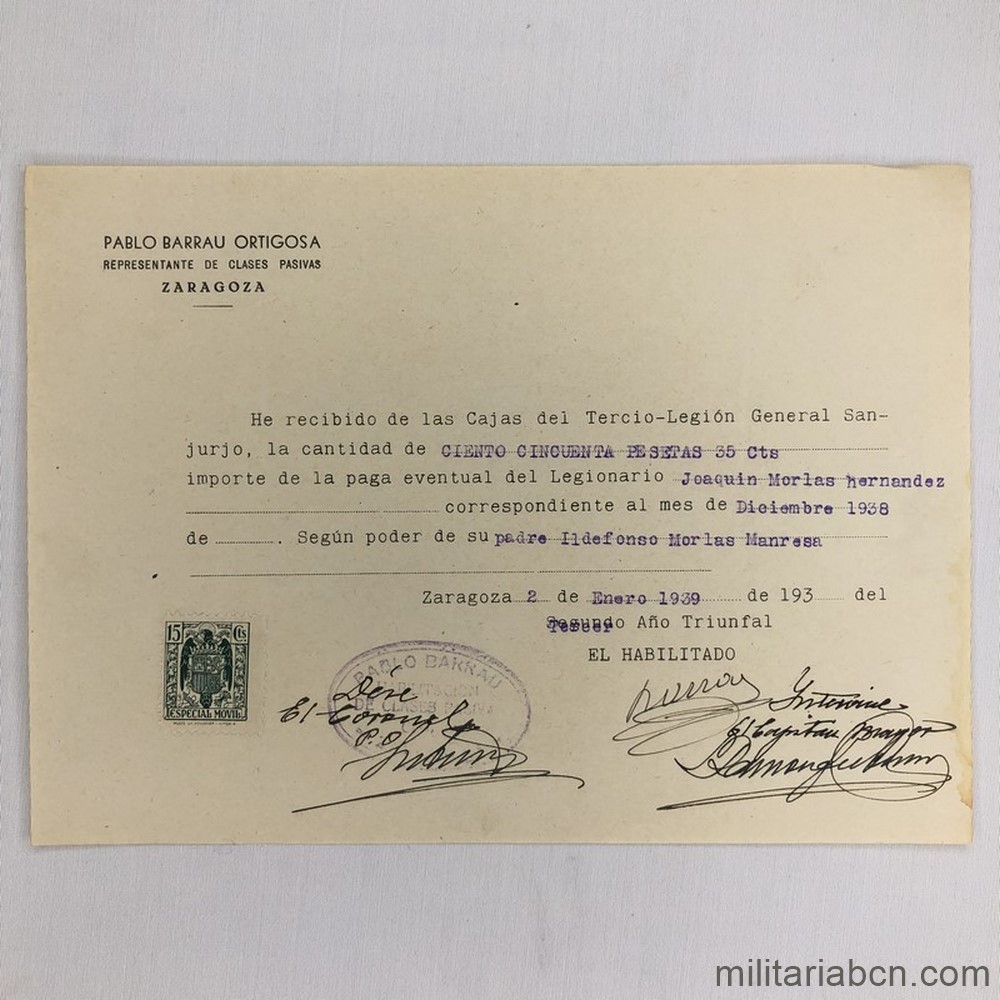 PABLO BARRAU ORTIGOSA
REPRESENTANTE DE CLASES PASIVAS
ZARAGOZA
He recibido de las Cajas del Tercio-Legión General San-
jurjo, la cantidad de CIENTO CINCUENTA PESETAS 35 Cts
importe de la paga eventual del Legionario Joaquin Morlas hernandez
correspondiente al mes de Diciembre 1938
de . Según poder de su padre Ildefonso Morlas Manresa
Zaragoza 2 de Enero 1939 de 193 del
Segundo Año Triunfal
Tercer
EL HABILITADO
15 Cts.
ESPECIAL MOVIL
PABLO BARRAU
HABILITACION
DE CLASES
El Coronel
P.O.
Barrau
Intervine
El Capitan mayor
militariabcn.com